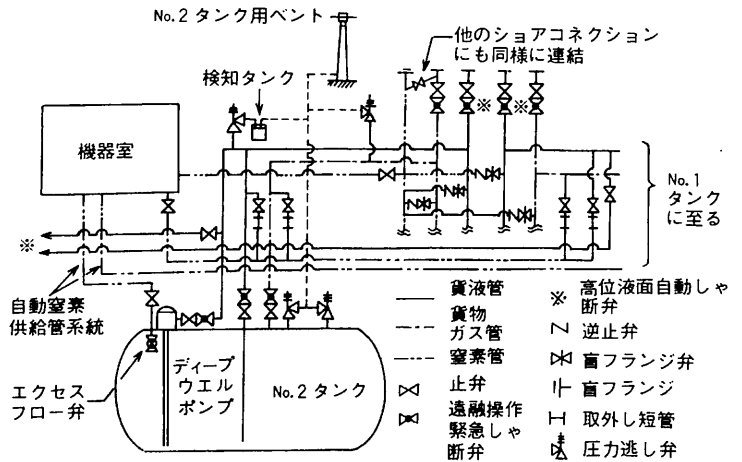 No.2 タンク用ベント
他のショアコネクション
にも同様に連結
検知タンク
※
※
機器室
No.1
タンク
に至る
※
自動窒素
供給管系統
エクセス
フロー弁
ディープ
ウエル
ポンプ
No.2 タンク
貨液管
貨物
ガス管
窒素管
止弁
遠融操作
緊急しゃ
断弁
※ 高位液面自動しゃ
断弁
逆止弁
盲フランジ弁
盲フランジ
取外し短管
圧力逃し弁